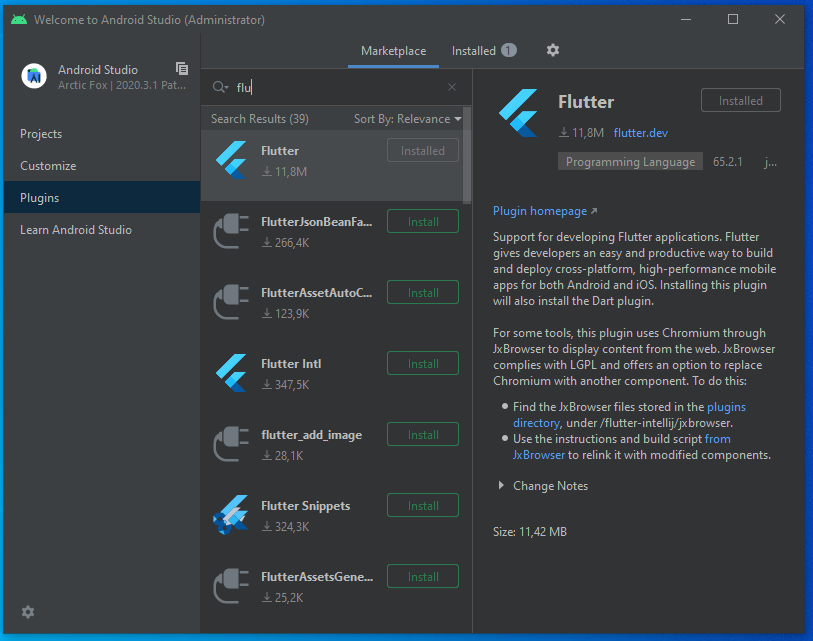 Welcome to Android Studio (Administrator)
Android Studio
Arctic Fox | 2020.3.1 Pat...
Projects
Customize
Plugins
Learn Android Studio
Marketplace
Installed 1
flu
Search Results (39)
Sort By: Relevance
Flutter
11,8M
Installed
FlutterJsonBeanFa...
266,4K
Install
FlutterAssetAutoC...
123,9K
Install
Flutter Intl
347,5K
Install
flutter_add_image
28,1K
Install
Flutter Snippets
324,3K
Install
FlutterAssetsGene...
25,2K
Install
Flutter
Installed
11,8M flutter.dev
Programming Language 65.2.1 j...
Plugin homepage
Support for developing Flutter applications. Flutter
gives developers an easy and productive way to build
and deploy cross-platform, high-performance mobile
apps for both Android and iOS. Installing this plugin
will also install the Dart plugin.
For some tools, this plugin uses Chromium through
JxBrowser to display content from the web. JxBrowser
complies with LGPL and offers an option to replace
Chromium with another component. To do this:
Find the JxBrowser files stored in the plugins
directory, under /flutter-intellij/jxbrowser.
Use the instructions and build script from
JxBrowser to relink it with modified components.
Change Notes
Size: 11,42 MB